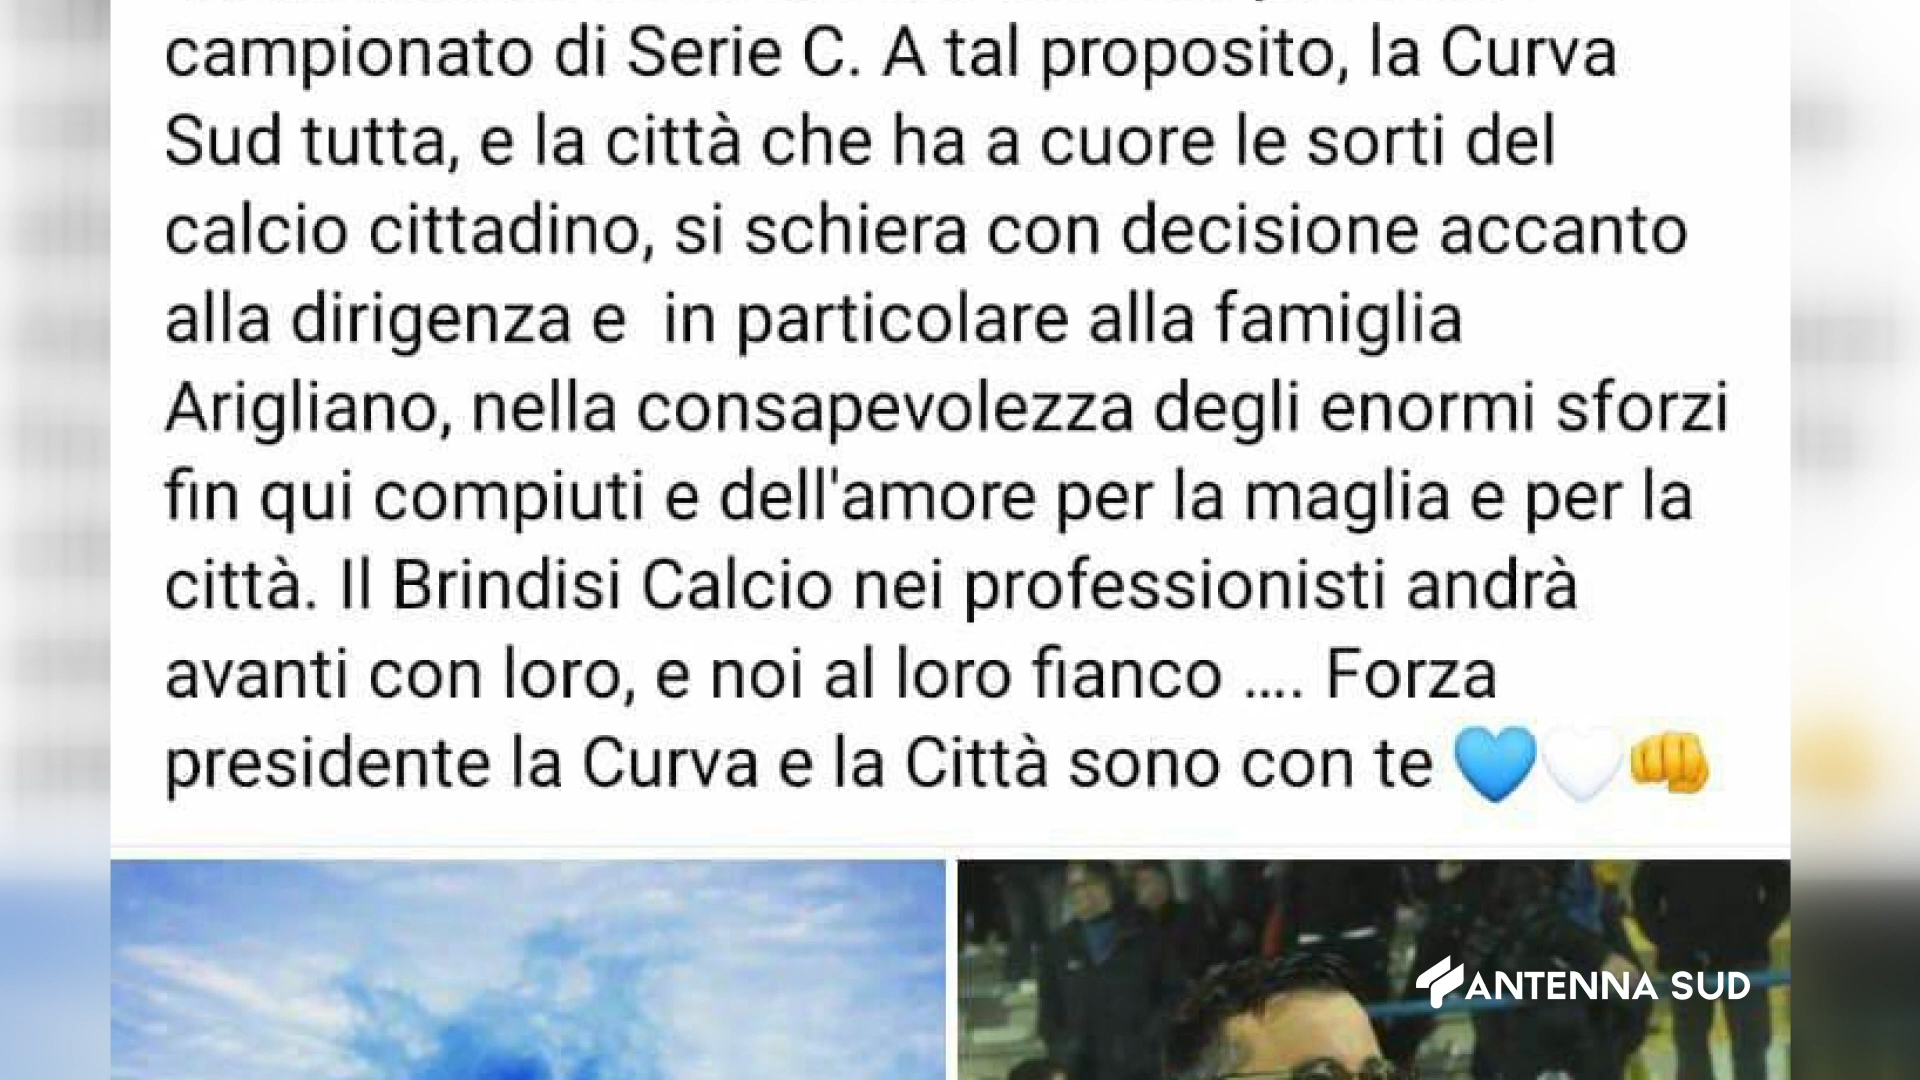 campionato di Serie C. A tal proposito, la Curva
Sud tutta, e la città che ha a cuore le sorti del
calcio cittadino, si schiera con decisione accanto
alla dirigenza e  in particolare alla famiglia
Arigliano, nella consapevolezza degli enormi sforzi
fin qui compiuti e dell'amore per la maglia e per la
città. Il Brindisi Calcio nei professionisti andrà
avanti con loro, e noi al loro fianco .... Forza
presidente la Curva e la Città sono con te 💙🤍👊
ANTENNA SUD